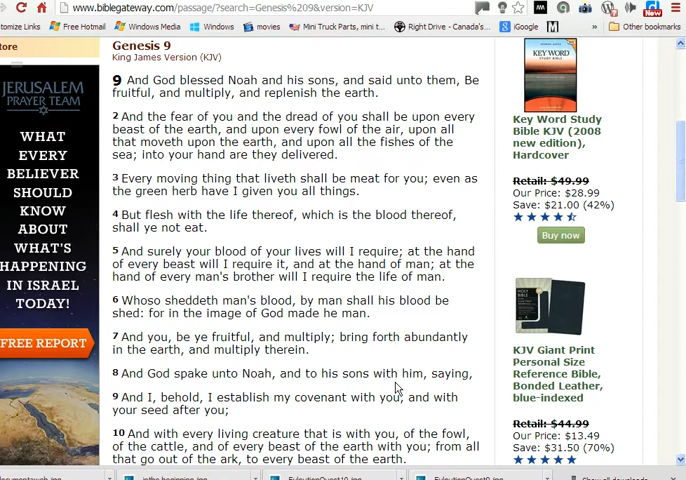 www.biblegateway.com/passage/?search=Genesis%209&version=KJV
Customize Links
Free Hotmail
Windows Media
Windows
movies
Mini Truck Parts, mini t...
Right Drive - Canada's...
iGoogle
Mozilla
Other bookmarks
tore
JERUSALEM
PRAYER TEAM
WHAT
EVERY
BELIEVER
SHOULD
KNOW
ABOUT
WHAT'S
HAPPENING
IN ISRAEL
TODAY!
FREE REPORT
Genesis 9
King James Version (KJV)
9 And God blessed Noah and his sons, and said unto them, Be
fruitful, and multiply, and replenish the earth.
2 And the fear of you and the dread of you shall be upon every
beast of the earth, and upon every fowl of the air, upon all
that moveth upon the earth, and upon all the fishes of the
sea; into your hand are they delivered.
3 Every moving thing that liveth shall be meat for you; even as
the green herb have I given you all things.
4 But flesh with the life thereof, which is the blood thereof,
shall ye not eat.
5 And surely your blood of your lives will I require; at the hand
of every beast will I require it, and at the hand of man; at the
hand of every man's brother will I require the life of man.
6 Whoso sheddeth man's blood, by man shall his blood be
shed: for in the image of God made he man.
7 And you, be ye fruitful, and multiply; bring forth abundantly
in the earth, and multiply therein.
8 And God spake unto Noah, and to his sons with him, saying,
9 And I, behold, I establish my covenant with you, and with
your seed after you;
10 And with every living creature that is with you, of the fowl,
of the cattle, and of every beast of the earth with you; from all
that go out of the ark, to every beast of the earth.
KEY WORD
STUDY
BIBLE
Key Word Study
Bible KJV (2008
new edition),
Hardcover
Retail: $49.99
Our Price: $28.99
Save: $21.00 (42%)
Buy now
KJV Giant Print
Personal Size
Reference Bible,
Bonded Leather,
blue-indexed
Retail: $44.99
Our Price: $13.49
Save: $31.50 (70%)